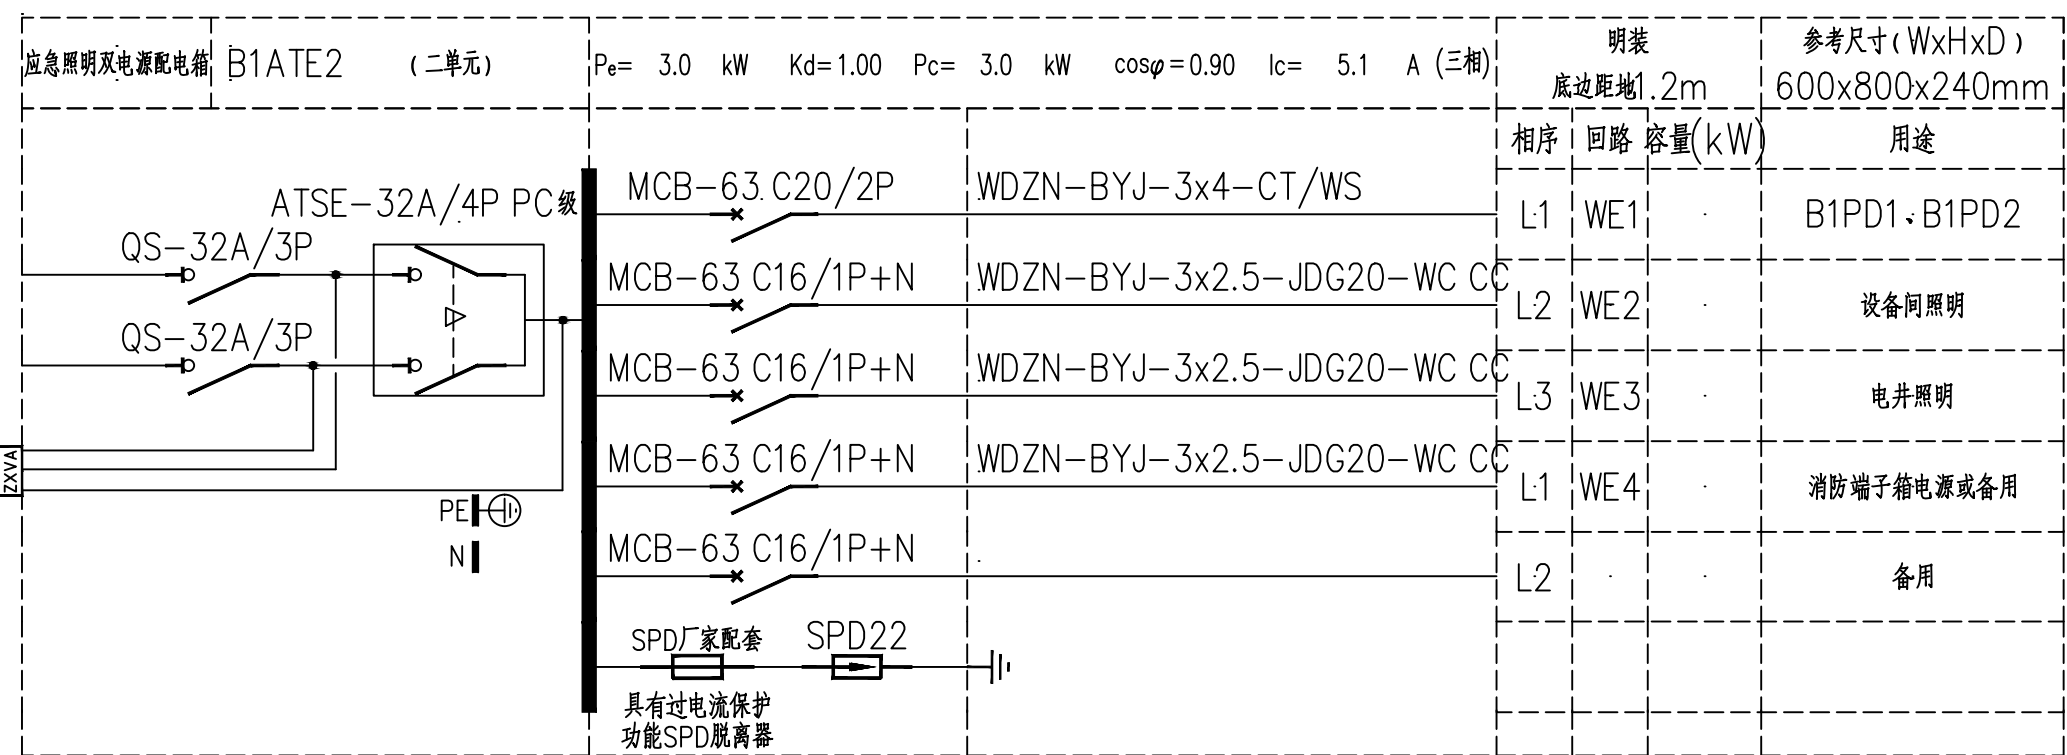 应急照明双电源配电箱 B1ATE2 (二单元) Pe= 3.0 kW Kd=1.00 Pc= 3.0 kW cosφ=0.90 Ic= 5.1 A (三相)
明装
底边距地1.2m
参考尺寸(WxHxD)
600x800x240mm
相序 回路 容量(kW) 用途
ATSE-32A/4P PC级
QS-32A/3P
QS-32A/3P
ZXVA
PE
N
MCB-63 C20/2P WDZN-BYJ-3x4-CT/WS L1 WE1 B1PD1、B1PD2
MCB-63 C16/1P+N WDZN-BYJ-3x2.5-JDG20-WC CC L2 WE2 设备间照明
MCB-63 C16/1P+N WDZN-BYJ-3x2.5-JDG20-WC CC L3 WE3 电井照明
MCB-63 C16/1P+N WDZN-BYJ-3x2.5-JDG20-WC CC L1 WE4 消防端子箱电源或备用
MCB-63 C16/1P+N L2 备用
SPD厂家配套 SPD22
具有过电流保护
功能SPD脱离器